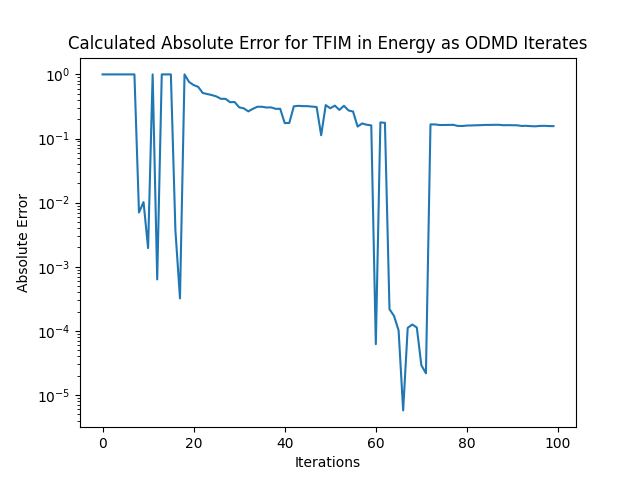 Calculated Absolute Error for TFIM in Energy as ODMD Iterates
Absolute Error
10⁰
10⁻¹
10⁻²
10⁻³
10⁻⁴
10⁻⁵
0 20 40 60 80 100
Iterations